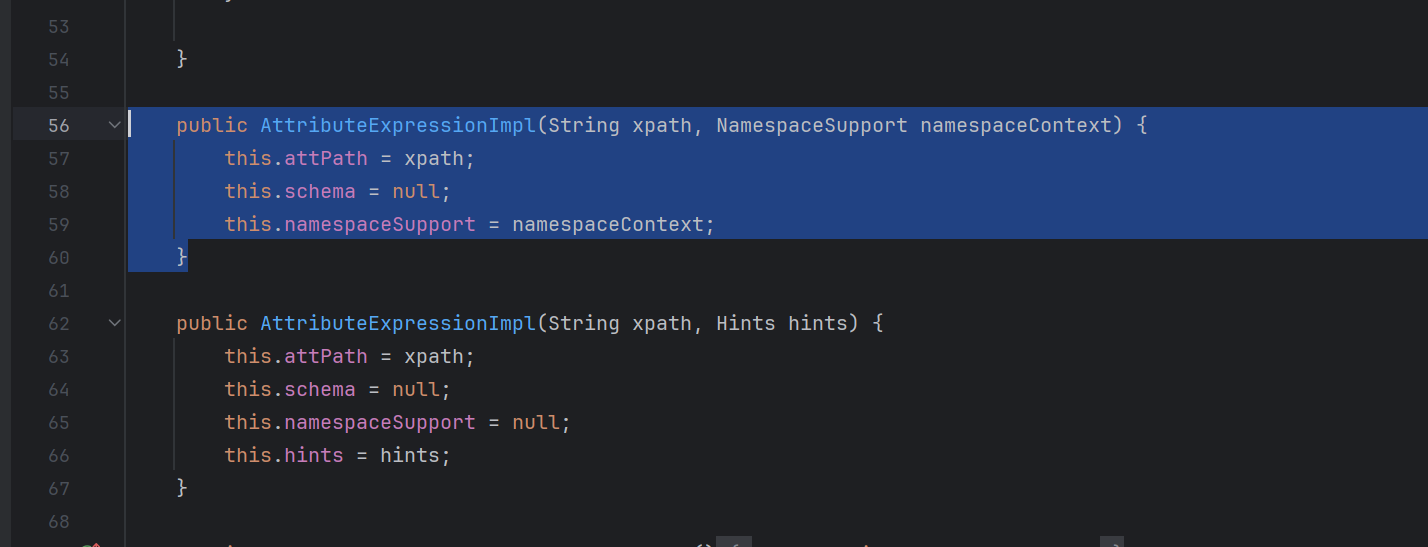 53
54 }
55
56 public AttributeExpressionImpl(String xpath, NamespaceSupport namespaceContext) {
57 this.attPath = xpath;
58 this.schema = null;
59 this.namespaceSupport = namespaceContext;
60 }
61
62 public AttributeExpressionImpl(String xpath, Hints hints) {
63 this.attPath = xpath;
64 this.schema = null;
65 this.namespaceSupport = null;
66 this.hints = hints;
67 }
68